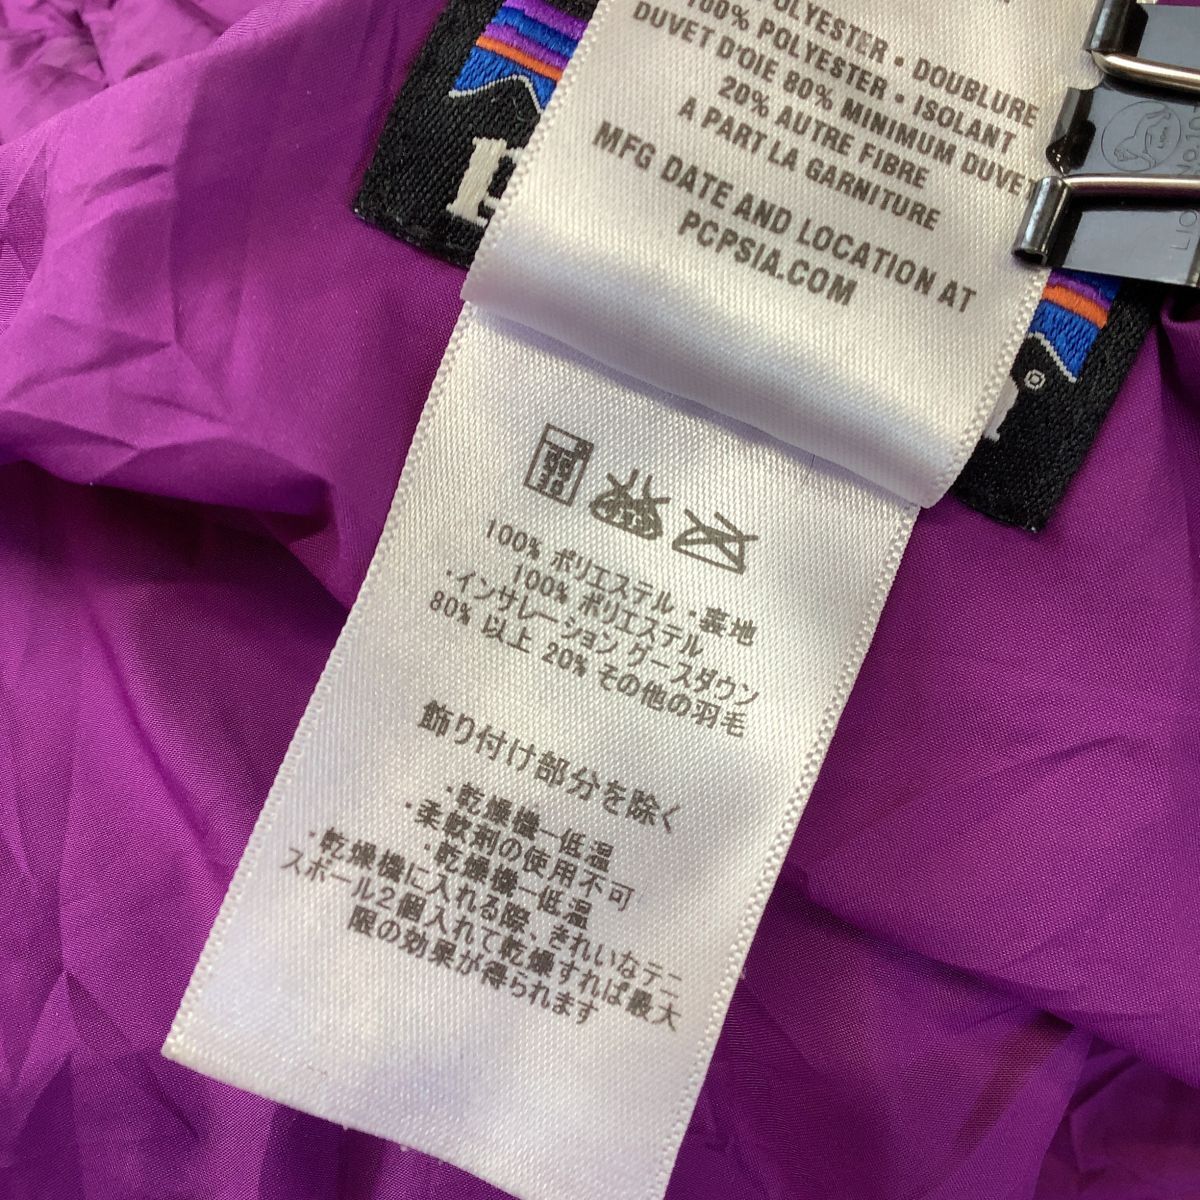 POLYESTER • DOUBLURE
100% POLYESTER • ISOLANT
DUVET D'OIE 80% MINIMUM DUVET
20% AUTRE FIBRE
A PART LA GARNITURE
MFG DATE AND LOCATION AT
PCPSIA.COM
100% ポリエステル ・裏地
100% ポリエステル
・インサレーション グースダウン
80% 以上 20% その他の羽毛
飾り付け部分を除く
・乾燥機ー低温
・柔軟剤の使用不可
・乾燥機ー低温
・乾燥機に入れる際、きれいなテニ
スボール2個入れて乾燥すれば最大
限の効果が得られます